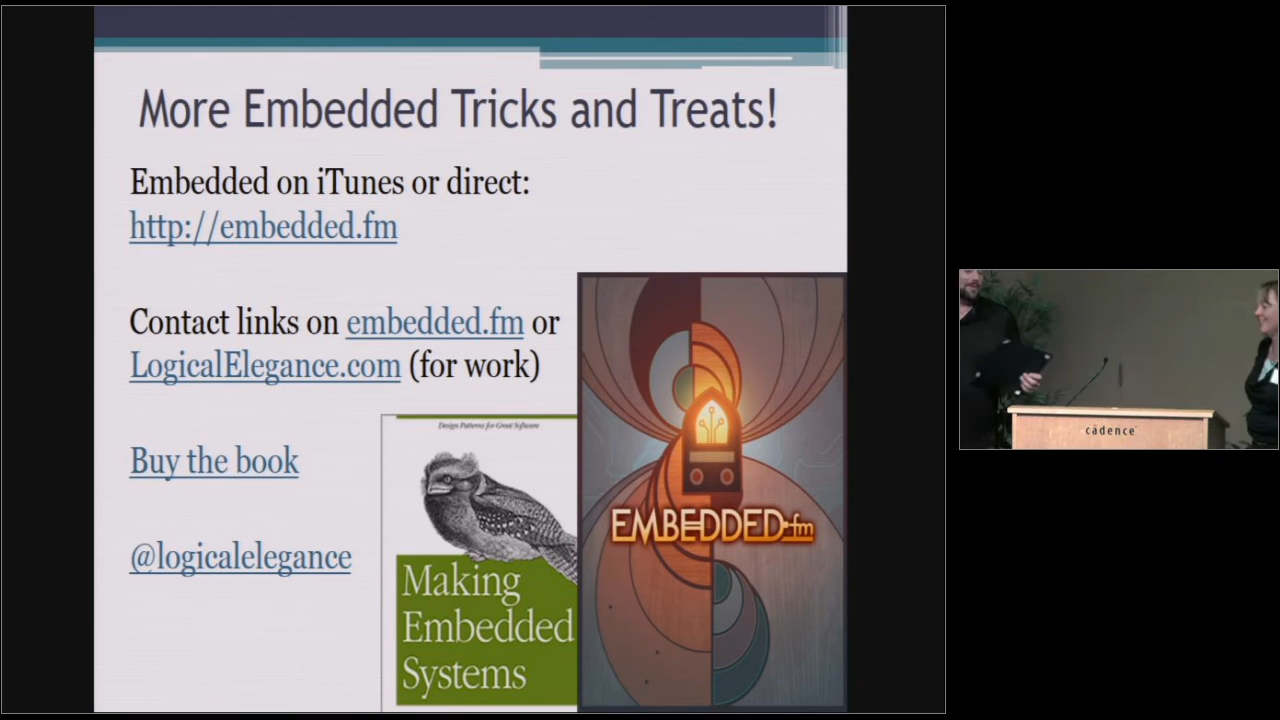 More Embedded Tricks and Treats!
Embedded on iTunes or direct:
http://embedded.fm
Contact links on embedded.fm or
LogicalElegance.com (for work)
Buy the book
@logicalelegance
Design Patterns for Great Software
Making
Embedded
Systems
EMBEDDED.fm
cādence